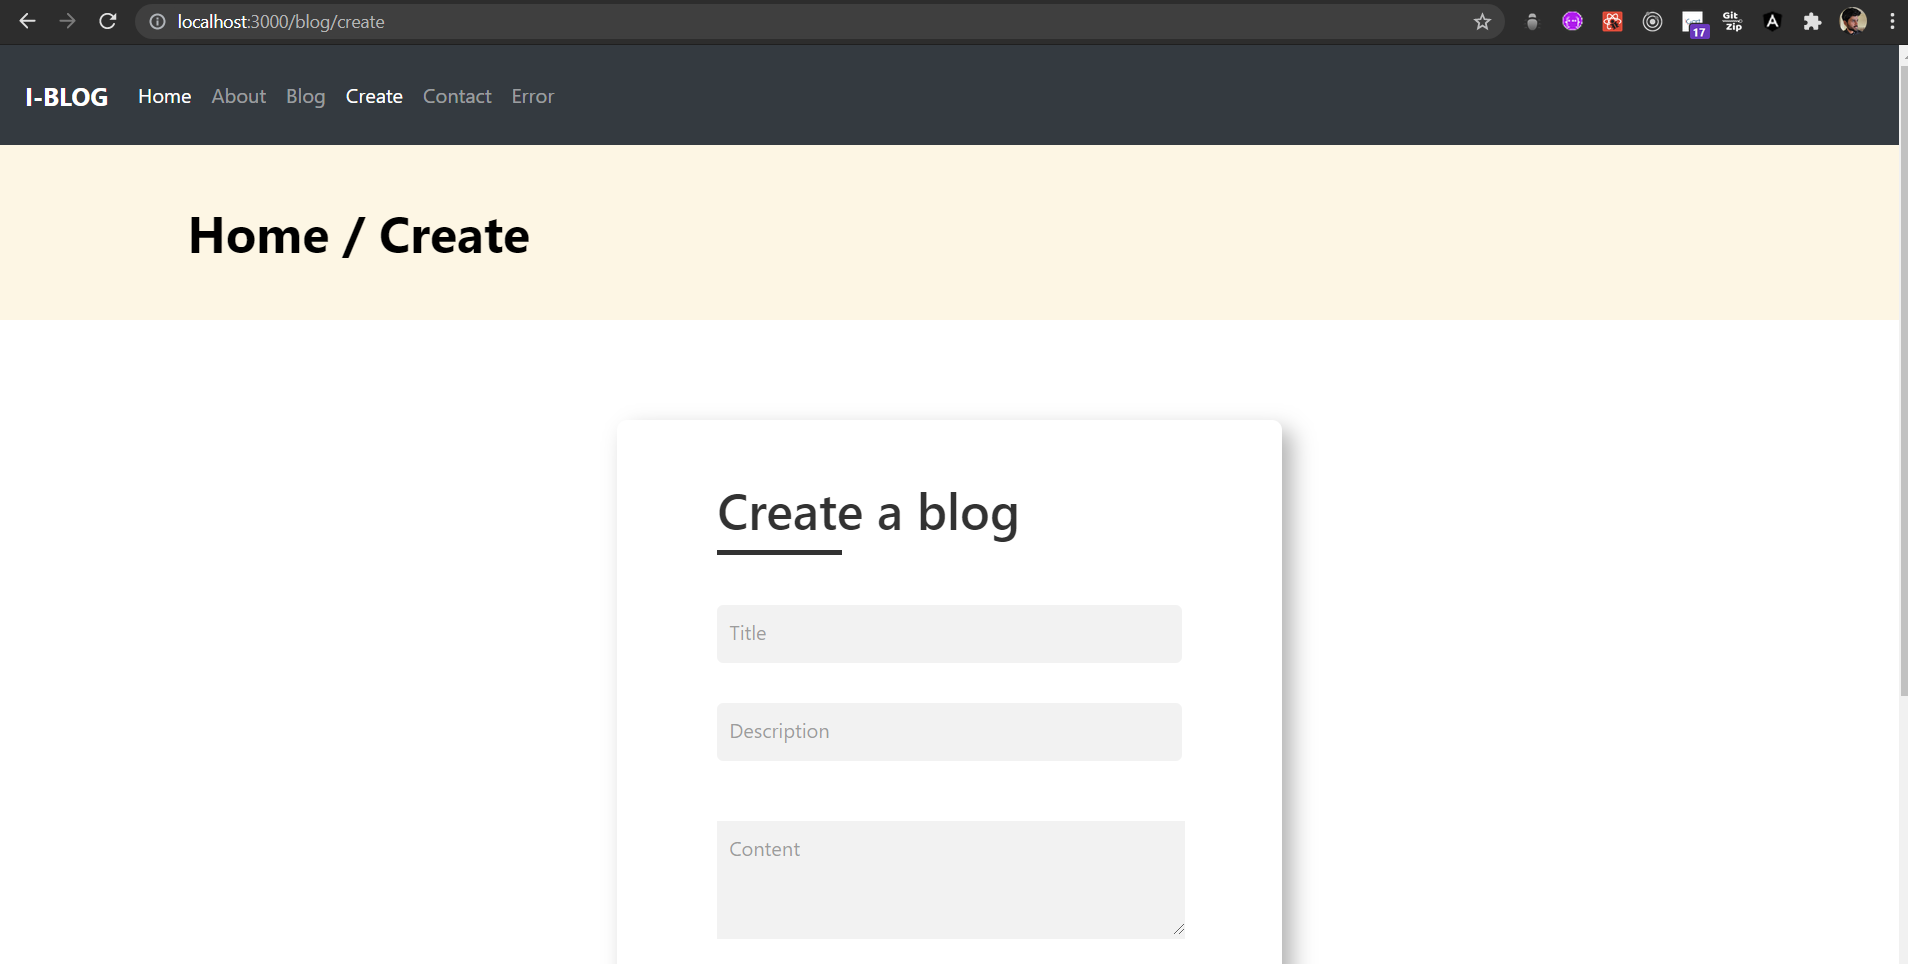 localhost:3000/blog/create
17
Git
Zip
A
I-BLOG Home About Blog Create Contact Error
Home / Create
Create a blog
Title
Description
Content